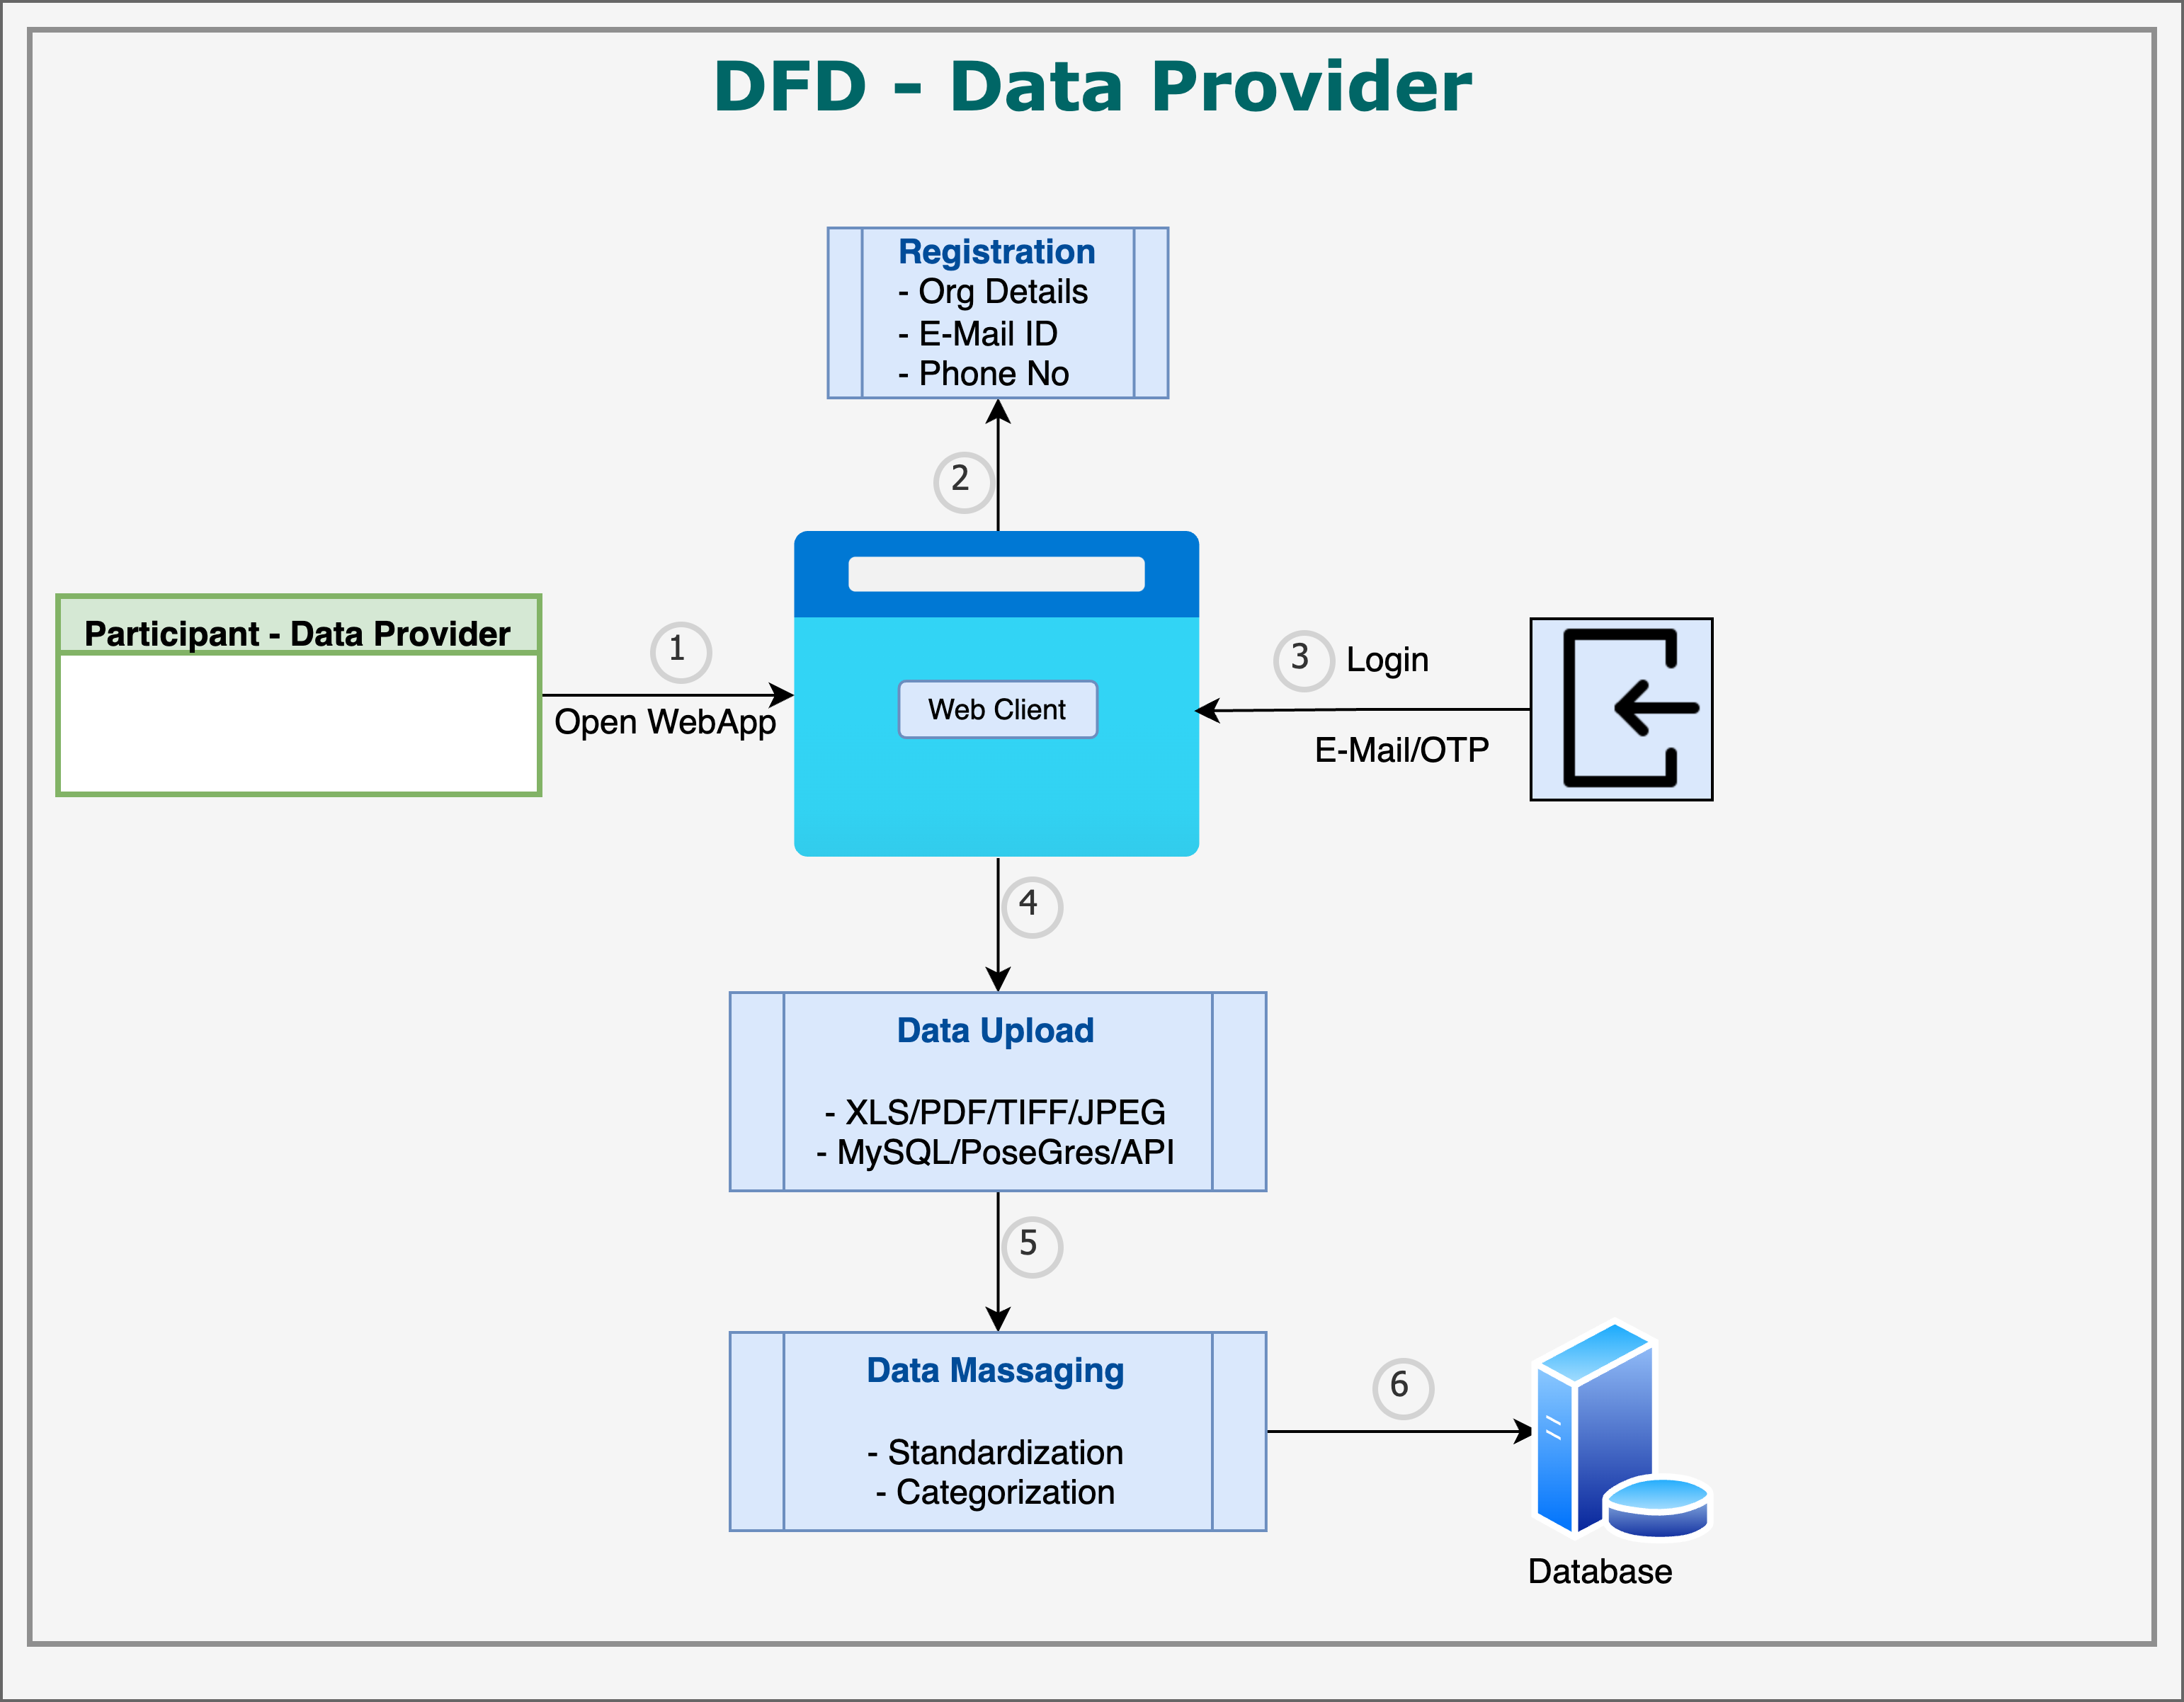 DFD - Data Provider
Registration
- Org Details
- E-Mail ID
- Phone No
2
Participant - Data Provider
1
Open WebApp
Web Client
3
Login
E-Mail/OTP
4
Data Upload
- XLS/PDF/TIFF/JPEG
- MySQL/PoseGres/API
5
Data Massaging
- Standardization
- Categorization
6
Database